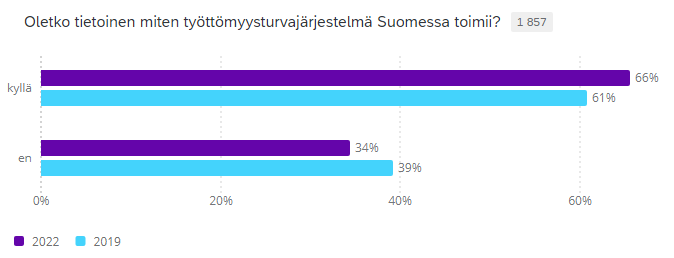 Oletko tietoinen miten työttömyysturvajärjestelmä Suomessa toimii? 1 857
kyllä
66%
61%
en
34%
39%
0% 20% 40% 60%
2022 2019